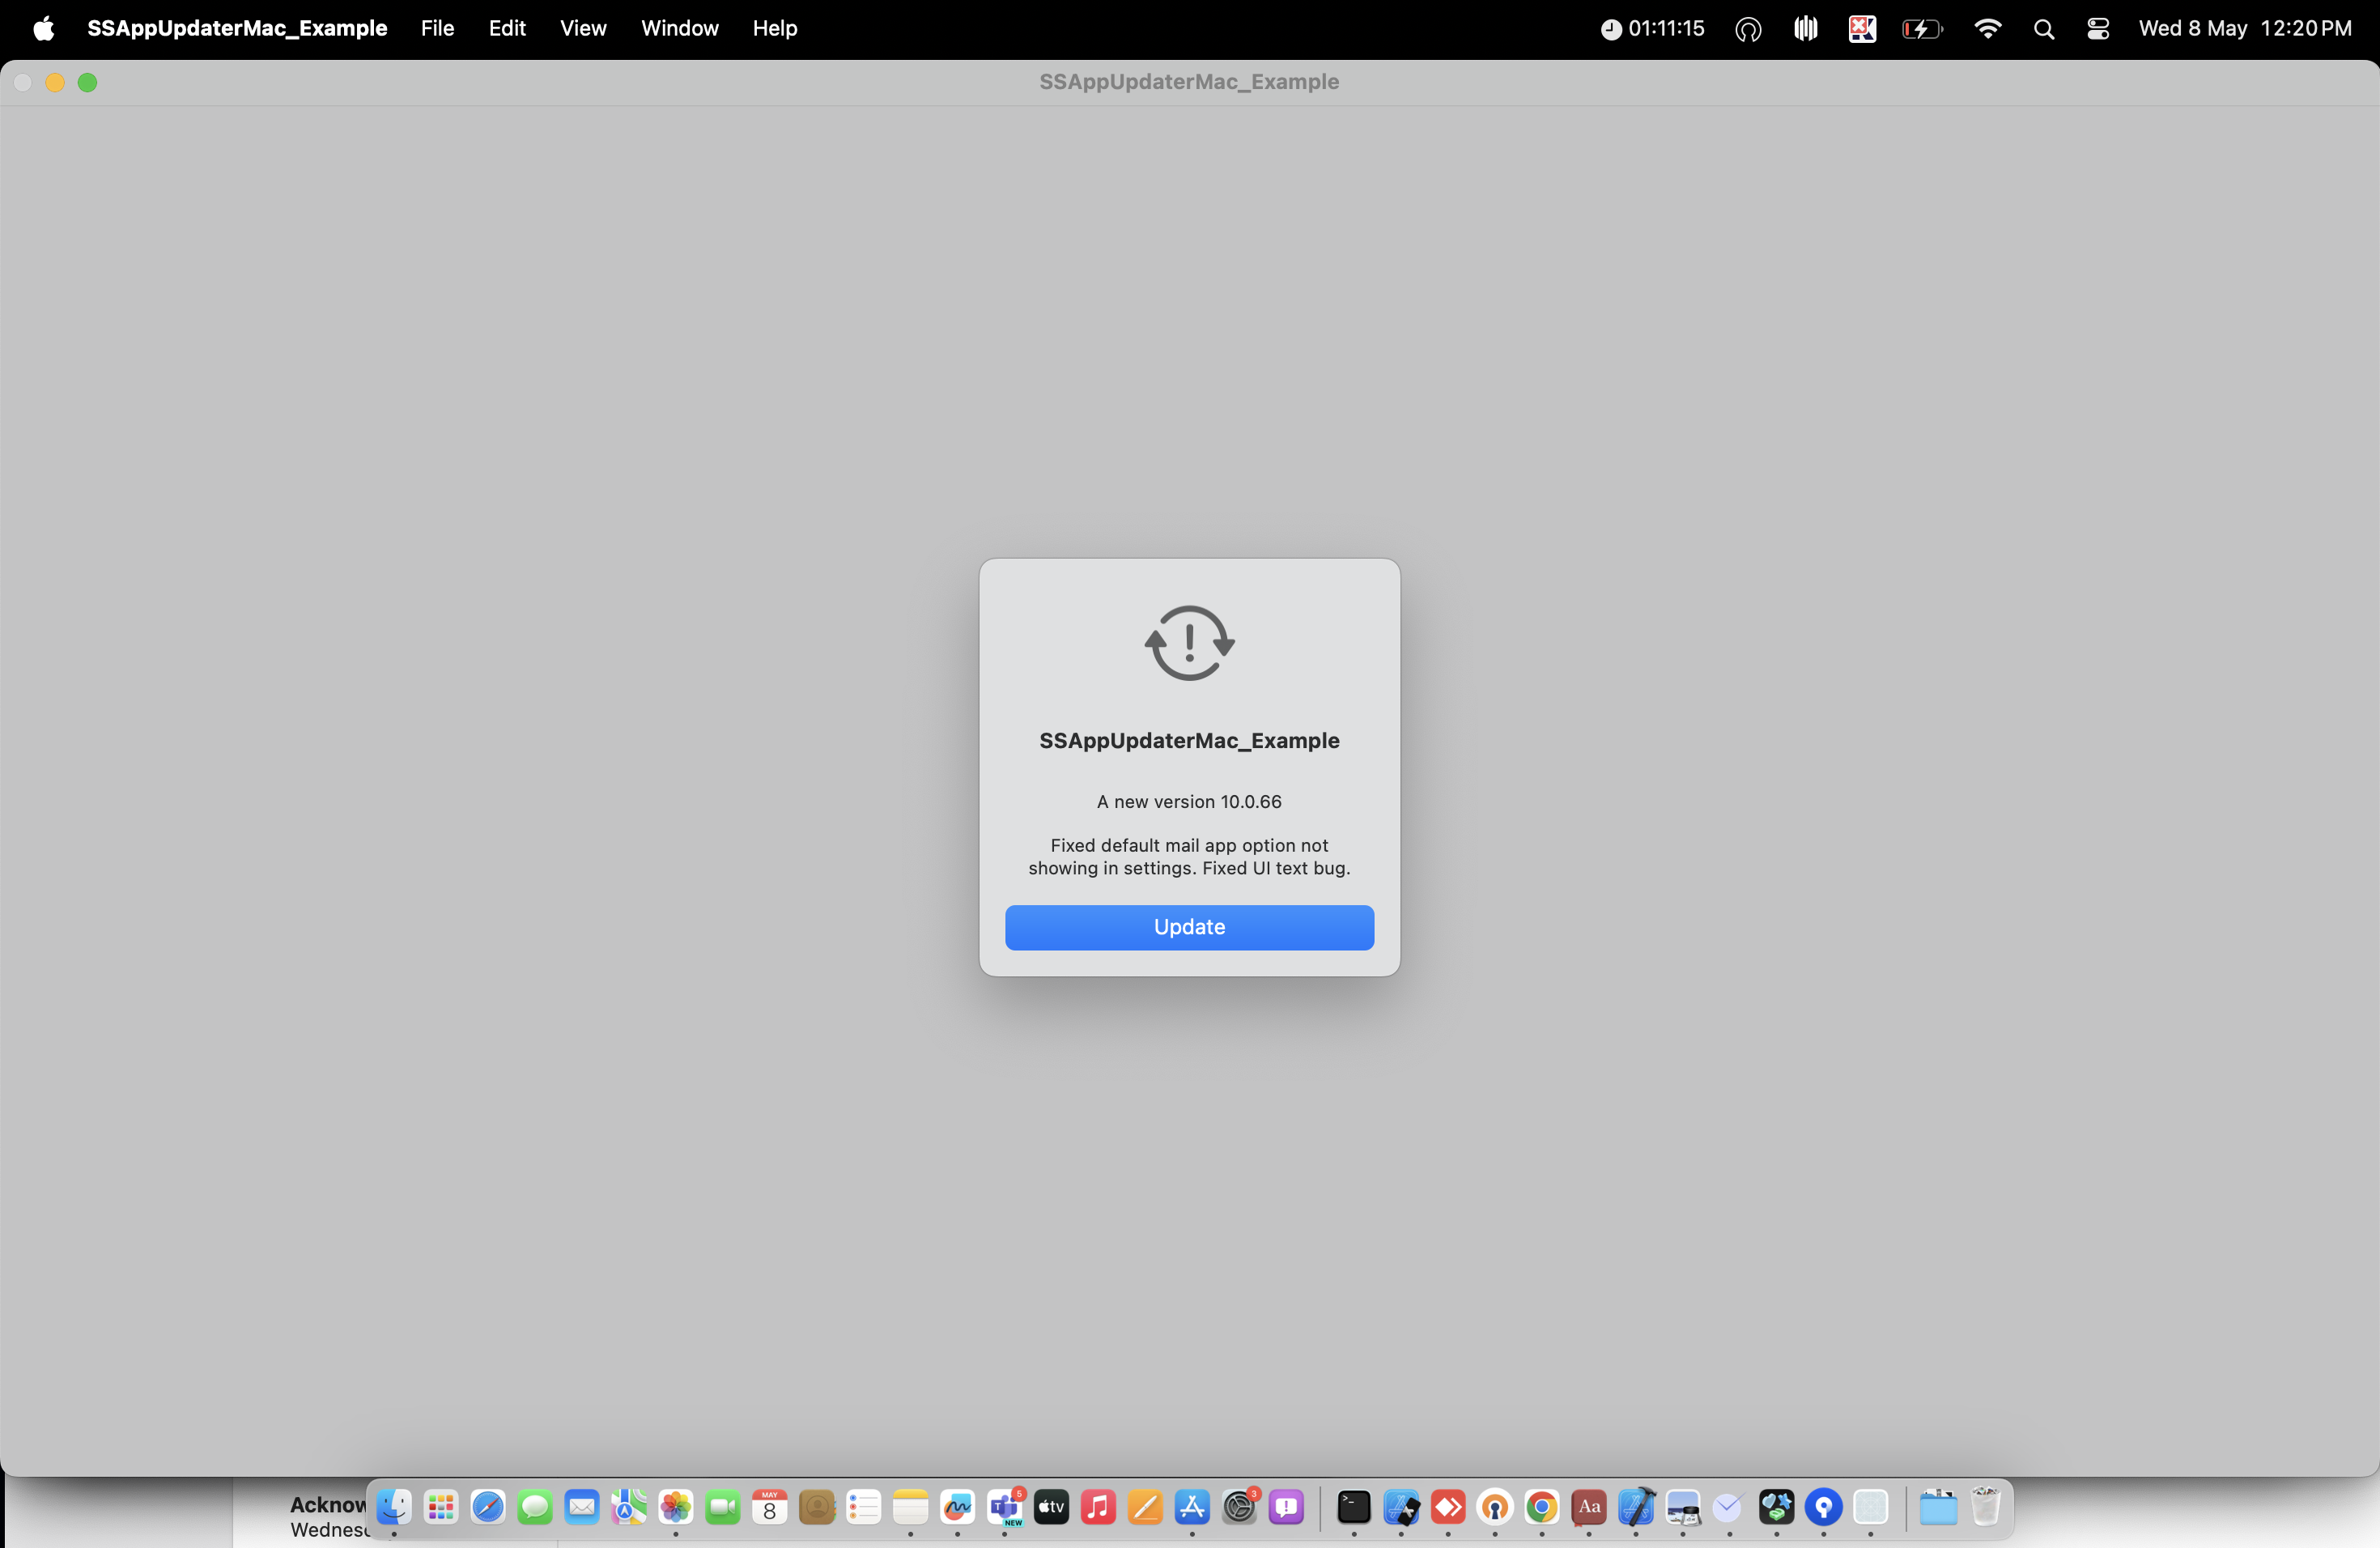 SSAppUpdaterMac_Example File Edit View Window Help 01:11:15 Wed 8 May 12:20 PM
SSAppUpdaterMac_Example
SSAppUpdaterMac_Example
A new version 10.0.66
Fixed default mail app option not
showing in settings. Fixed UI text bug.
Update
Acknow
Wednes
MAY
8
5
T
NEW
tv
3
>_
Aa